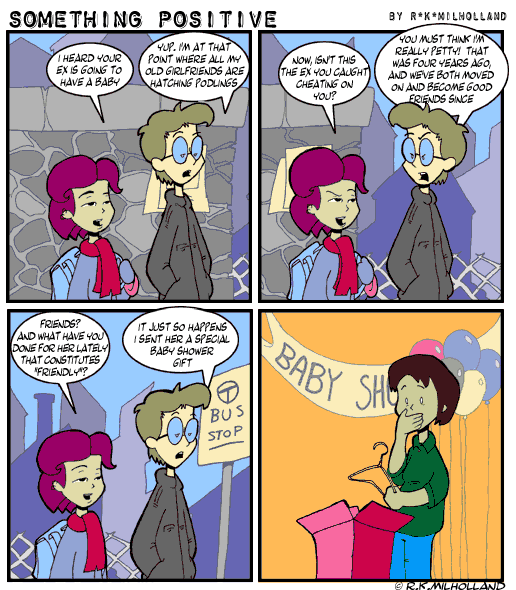 SOMETHING POSITIVE
BY R*K*MILHOLLAND
I HEARD YOUR
EX IS GOING TO
HAVE A BABY
YUP. I'M AT THAT
POINT WHERE ALL MY
OLD GIRLFRIENDS ARE
HATCHING PODLINGS
NOW, ISN'T THIS
THE EX YOU CAUGHT
CHEATING ON
YOU?
YOU MUST THINK I'M
REALLY PETTY! THAT
WAS FOUR YEARS AGO,
AND WE'VE BOTH MOVED
ON AND BECOME GOOD
FRIENDS SINCE
FRIENDS?
AND WHAT HAVE YOU
DONE FOR HER LATELY
THAT CONSTITUTES
"FRIENDLY"?
IT JUST SO HAPPENS
I SENT HER A SPECIAL
BABY SHOWER
GIFT
T
BUS
STOP
BABY SHO
© R.K.MILHOLLAND